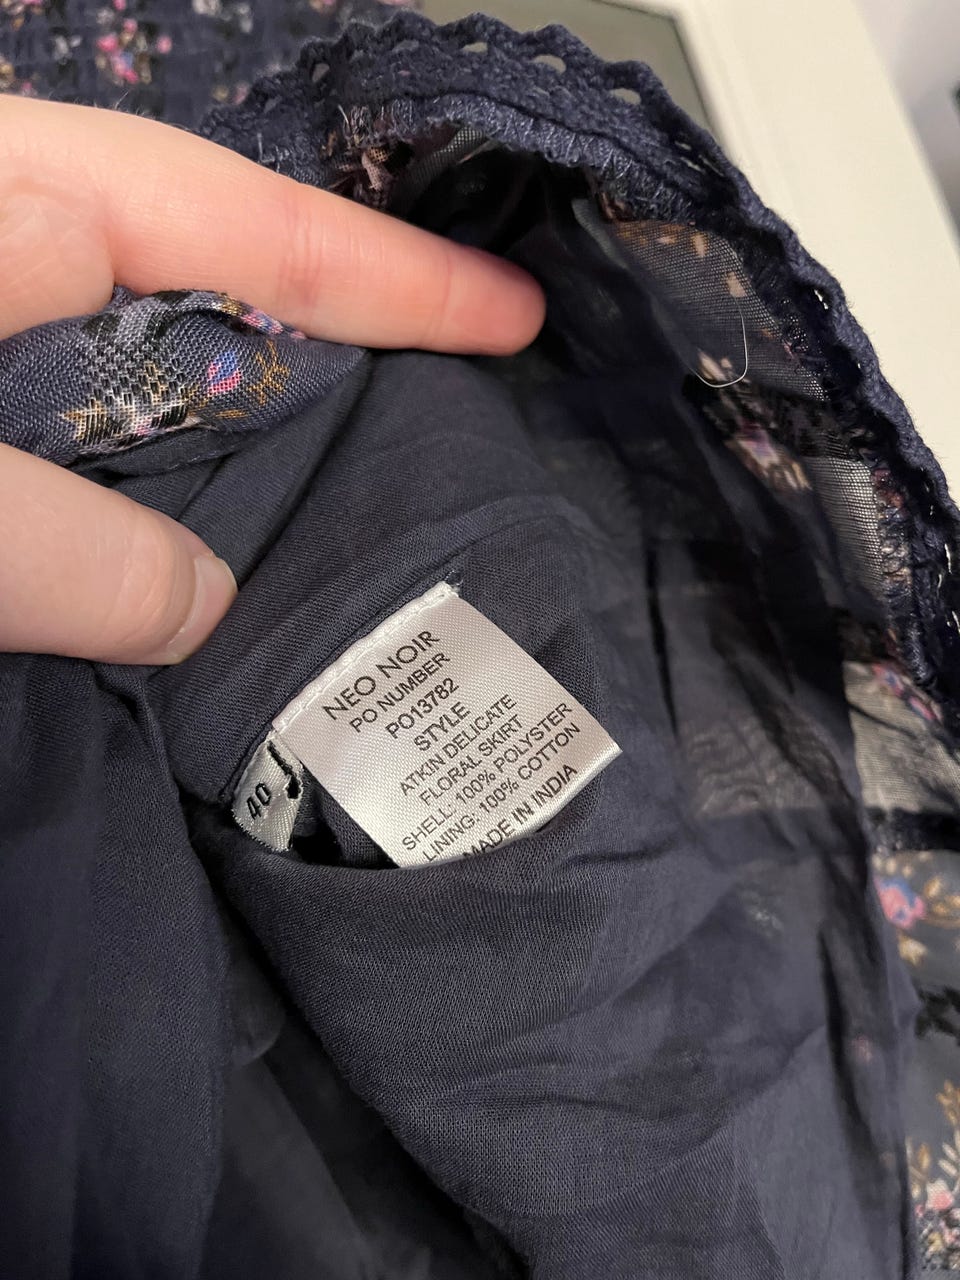 NEO NOIR
PO NUMBER
PO13782
STYLE
ATKIN DELICATE
FLORAL SKIRT
SHELL: 100% POLYSTER
LINING: 100% COTTON
MADE IN INDIA
40